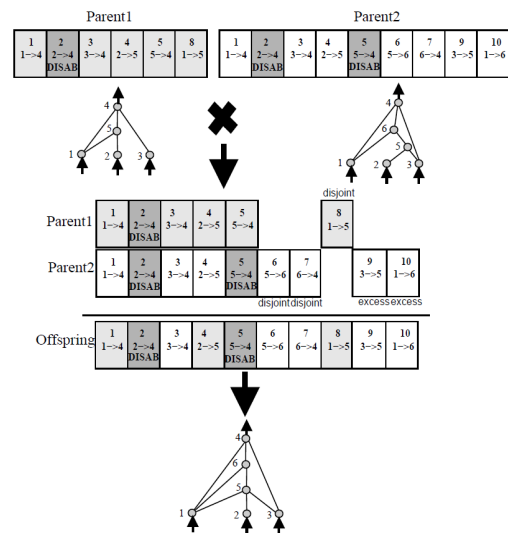 Parent1 Parent2
1 2 3 4 5 8 1 2 3 4 5 6 7 9 10
1->4 2->4 3->4 2->5 5->4 1->5 1->4 2->4 3->4 2->5 5->4 5->6 6->4 3->5 1->6
DISAB DISAB DISAB
4
5
1 2 3
4
6
5
1 2 3
disjoint
Parent1 1 2 3 4 5 8
1->4 2->4 3->4 2->5 5->4 1->5
DISAB
Parent2 1 2 3 4 5 6 7 9 10
1->4 2->4 3->4 2->5 5->4 5->6 6->4 3->5 1->6
DISAB DISAB
disjoint disjoint excess excess
Offspring 1 2 3 4 5 6 7 8 9 10
1->4 2->4 3->4 2->5 5->4 5->6 6->4 1->5 3->5 1->6
DISAB DISAB
4
6
5
1 2 3